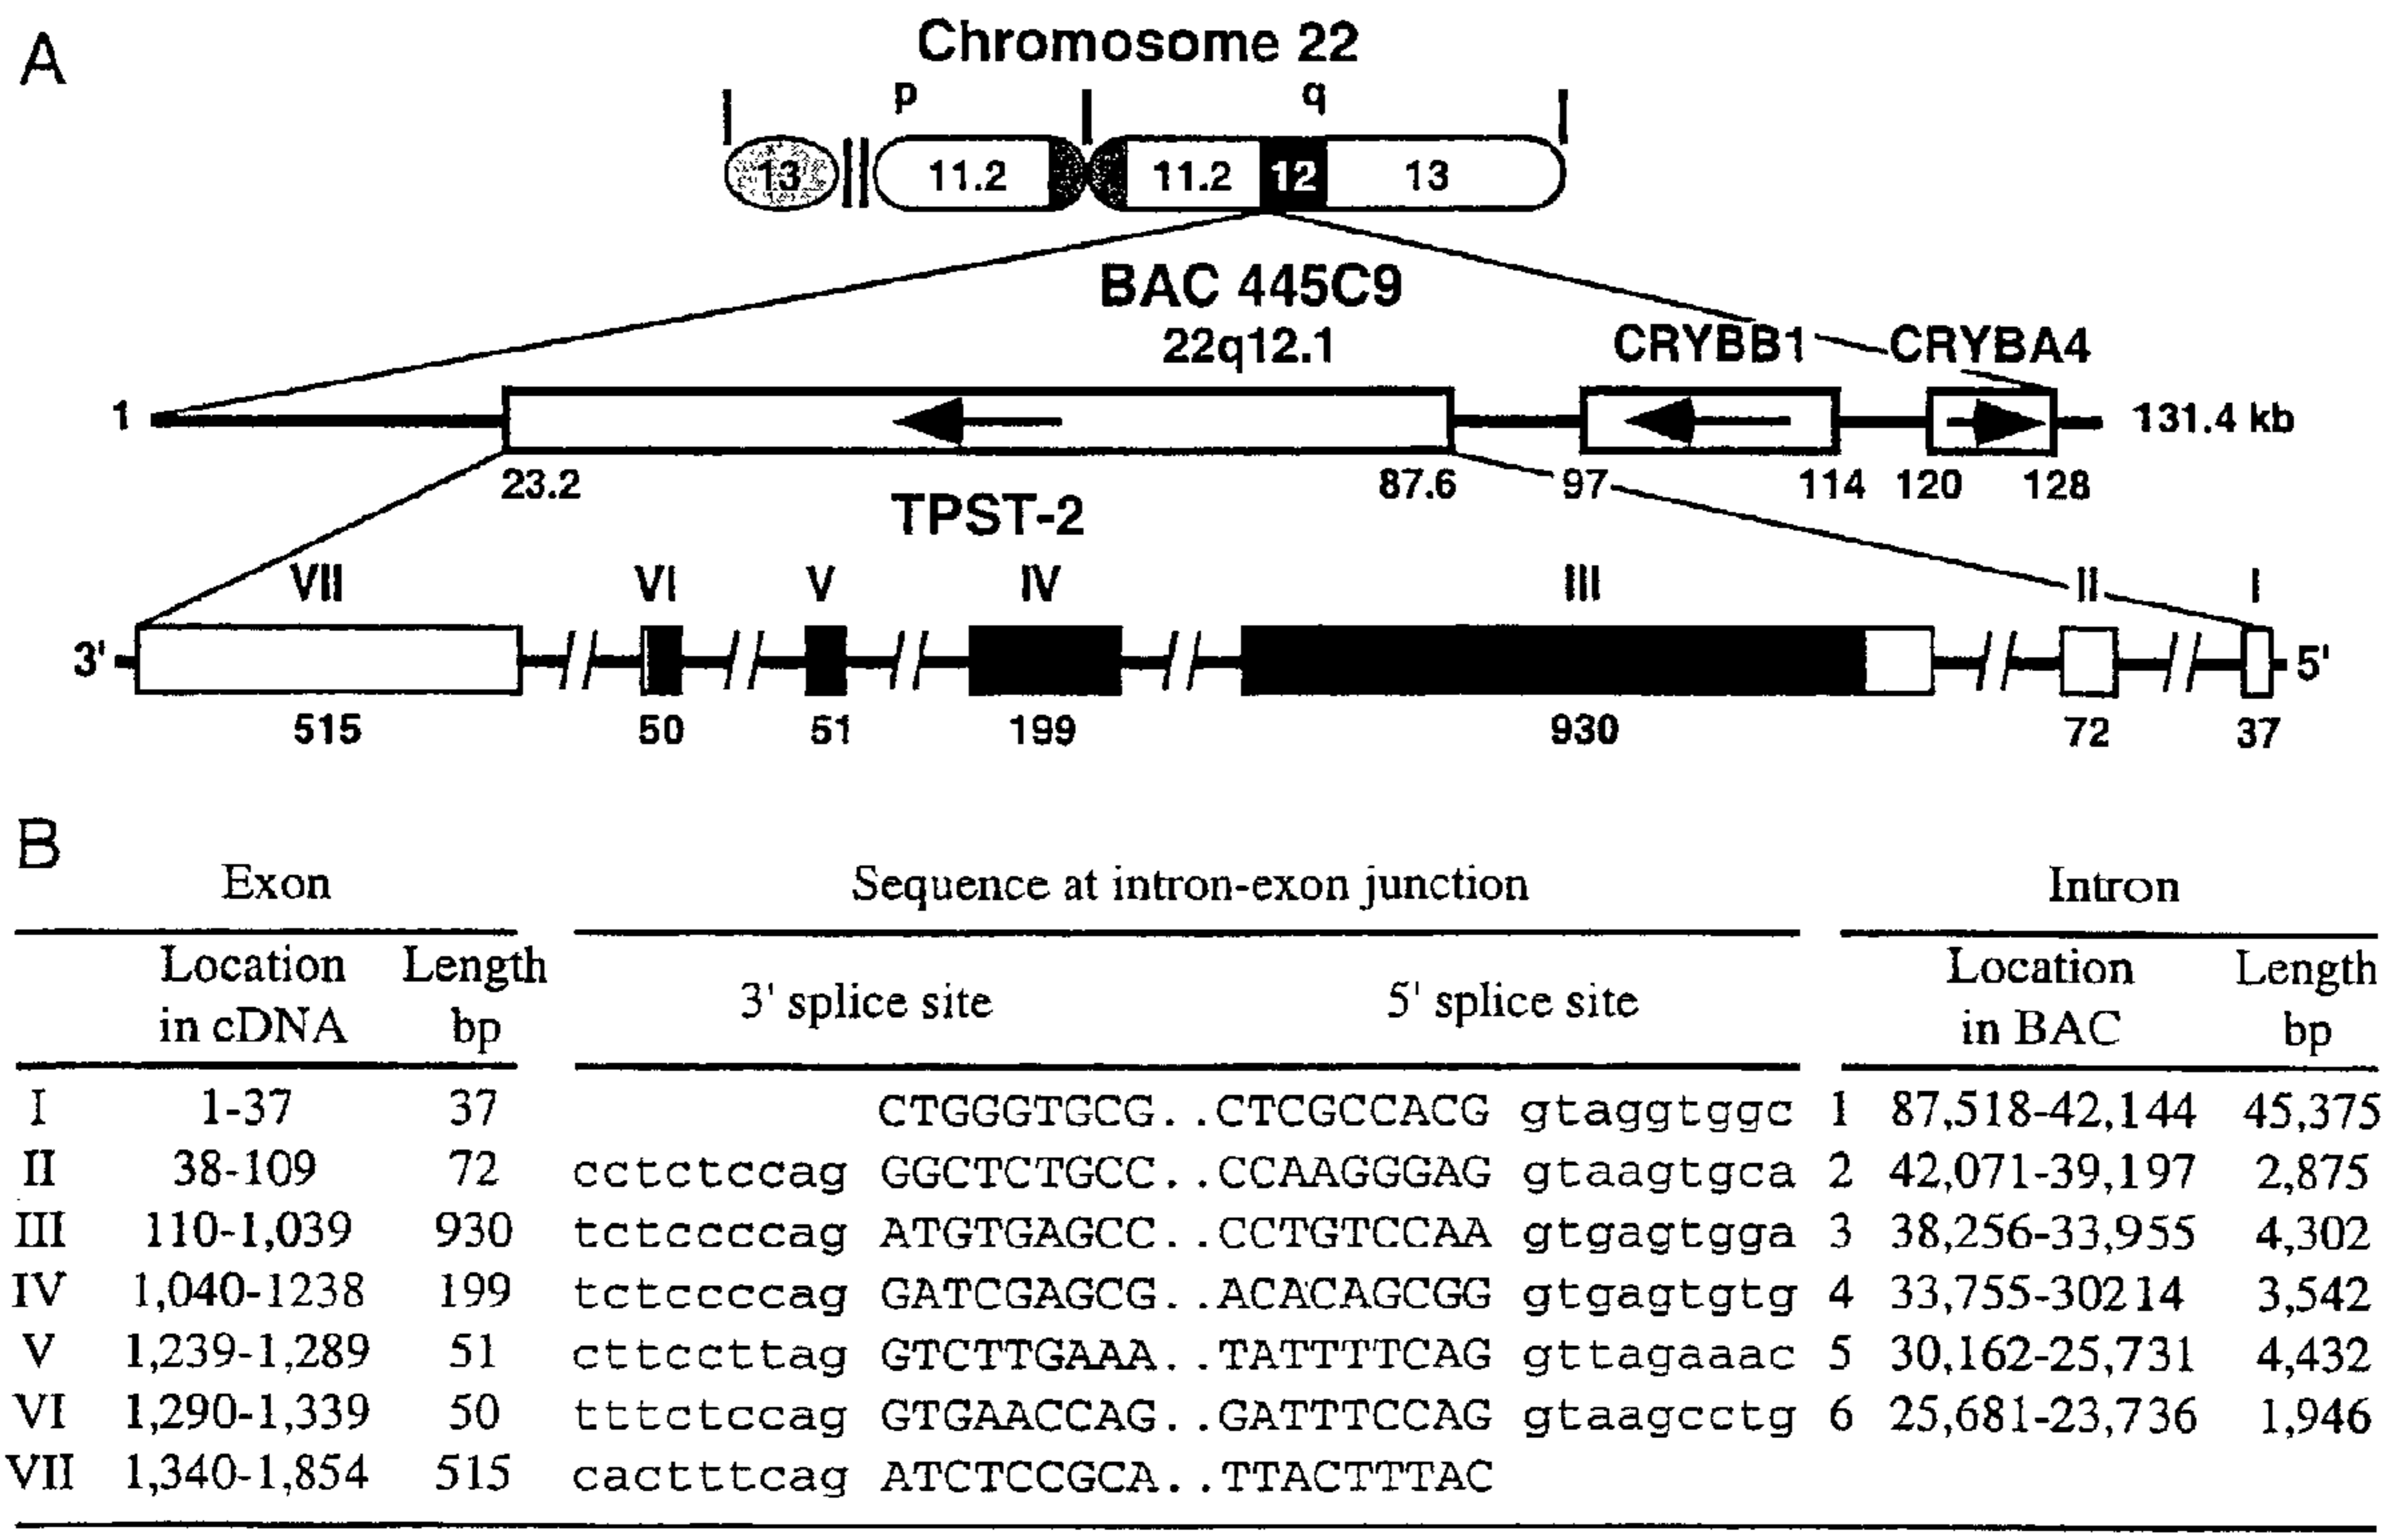 A
Chromosome 22
p q
13 11.2 11.2 12 13
BAC 445C9
22q12.1
CRYBB1 CRYBA4
1 131.4 kb
23.2 87.6 97 114 120 128
TPST-2
VII VI V IV III II I
3' 5'
515 50 51 199 930 72 37
B
Exon Sequence at intron-exon junction Intron
Location Length Location Length
3' splice site 5' splice site
in cDNA bp in BAC bp
I 1-37 37 CTGGGTGCG..CTCGCCACG gtaggtggc 1 87,518-42,144 45,375
II 38-109 72 cctctccag GGCTCTGCC..CCAAGGGAG gtaagtgca 2 42,071-39,197 2,875
III 110-1,039 930 tctccccag ATGTGAGCC..CCTGTCCAA gtgagtgga 3 38,256-33,955 4,302
IV 1,040-1238 199 tctccccag GATCGAGCG..ACACAGCGG gtgagtgtg 4 33,755-30214 3,542
V 1,239-1,289 51 cttccttag GTCTTGAAA..TATTTTCAG gttagaaac 5 30,162-25,731 4,432
VI 1,290-1,339 50 tttctccag GTGAACCAG..GATTTCCAG gtaagcctg 6 25,681-23,736 1,946
VII 1,340-1,854 515 cactttcag ATCTCCGCA..TTACTTTAC